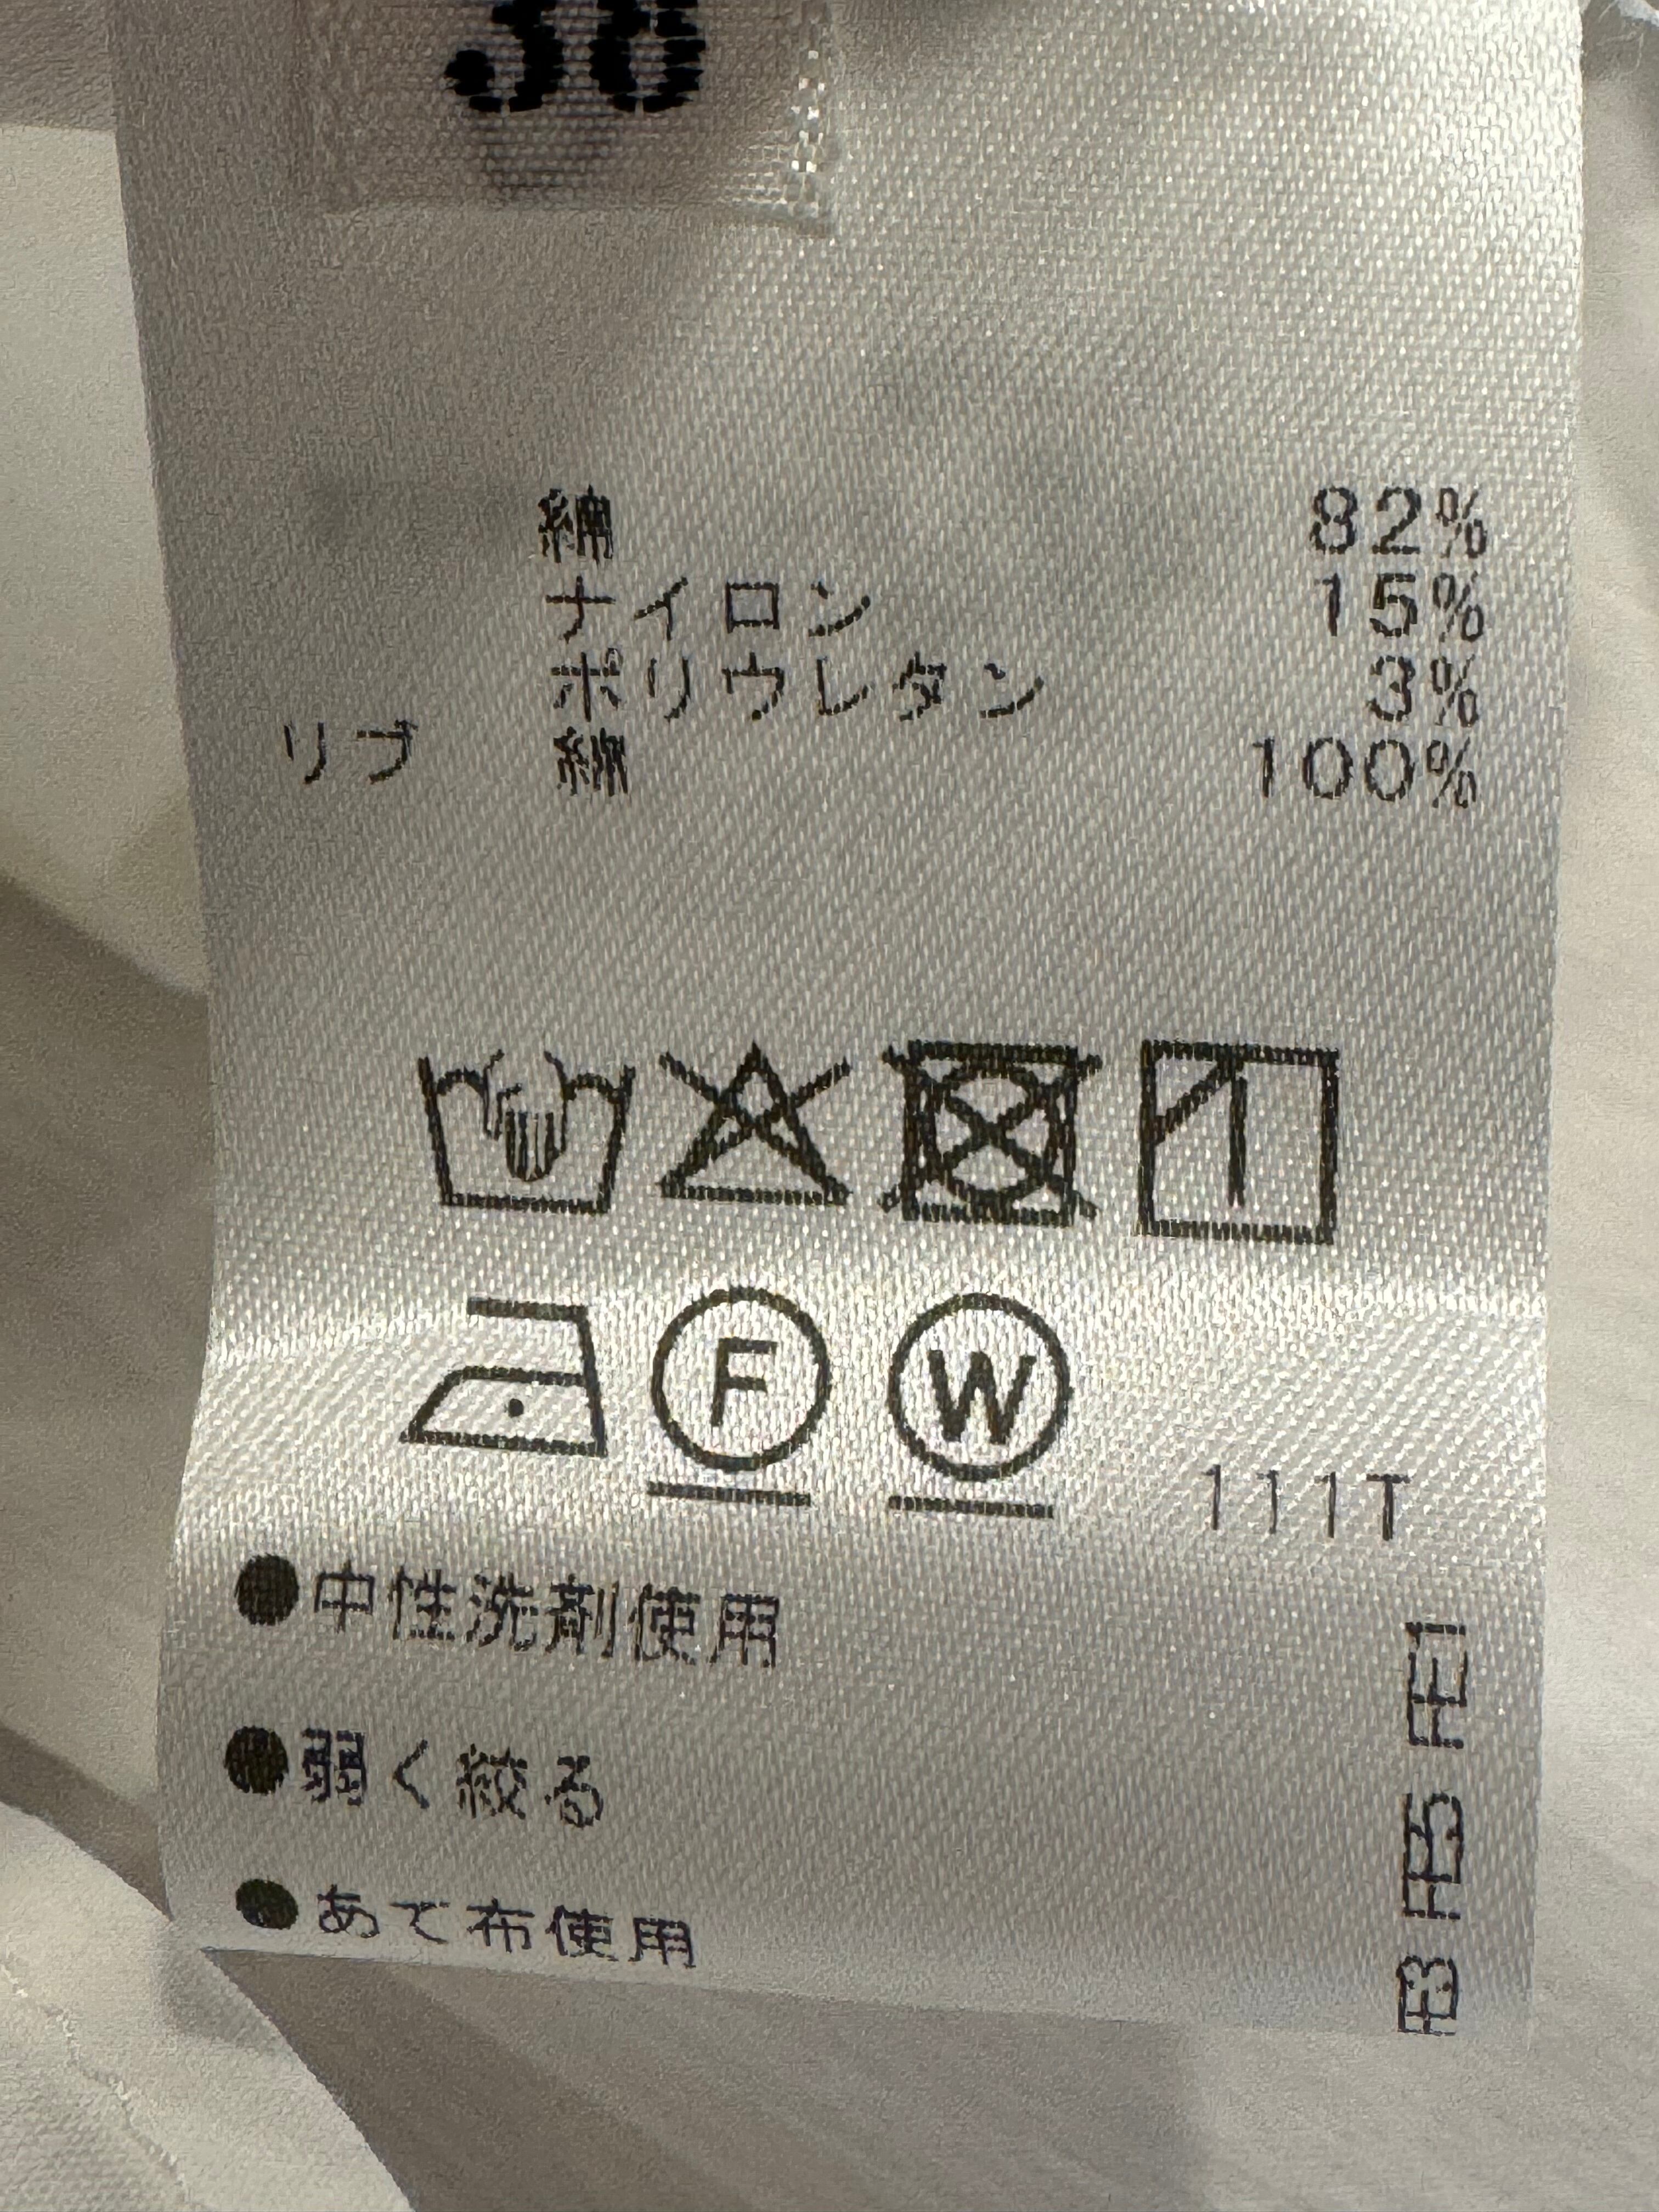 綿 82%
ナイロン 15%
ポリウレタン 3%
リブ 綿 100%
F W
111T
●中性洗剤使用
●弱く絞る
●あて布使用